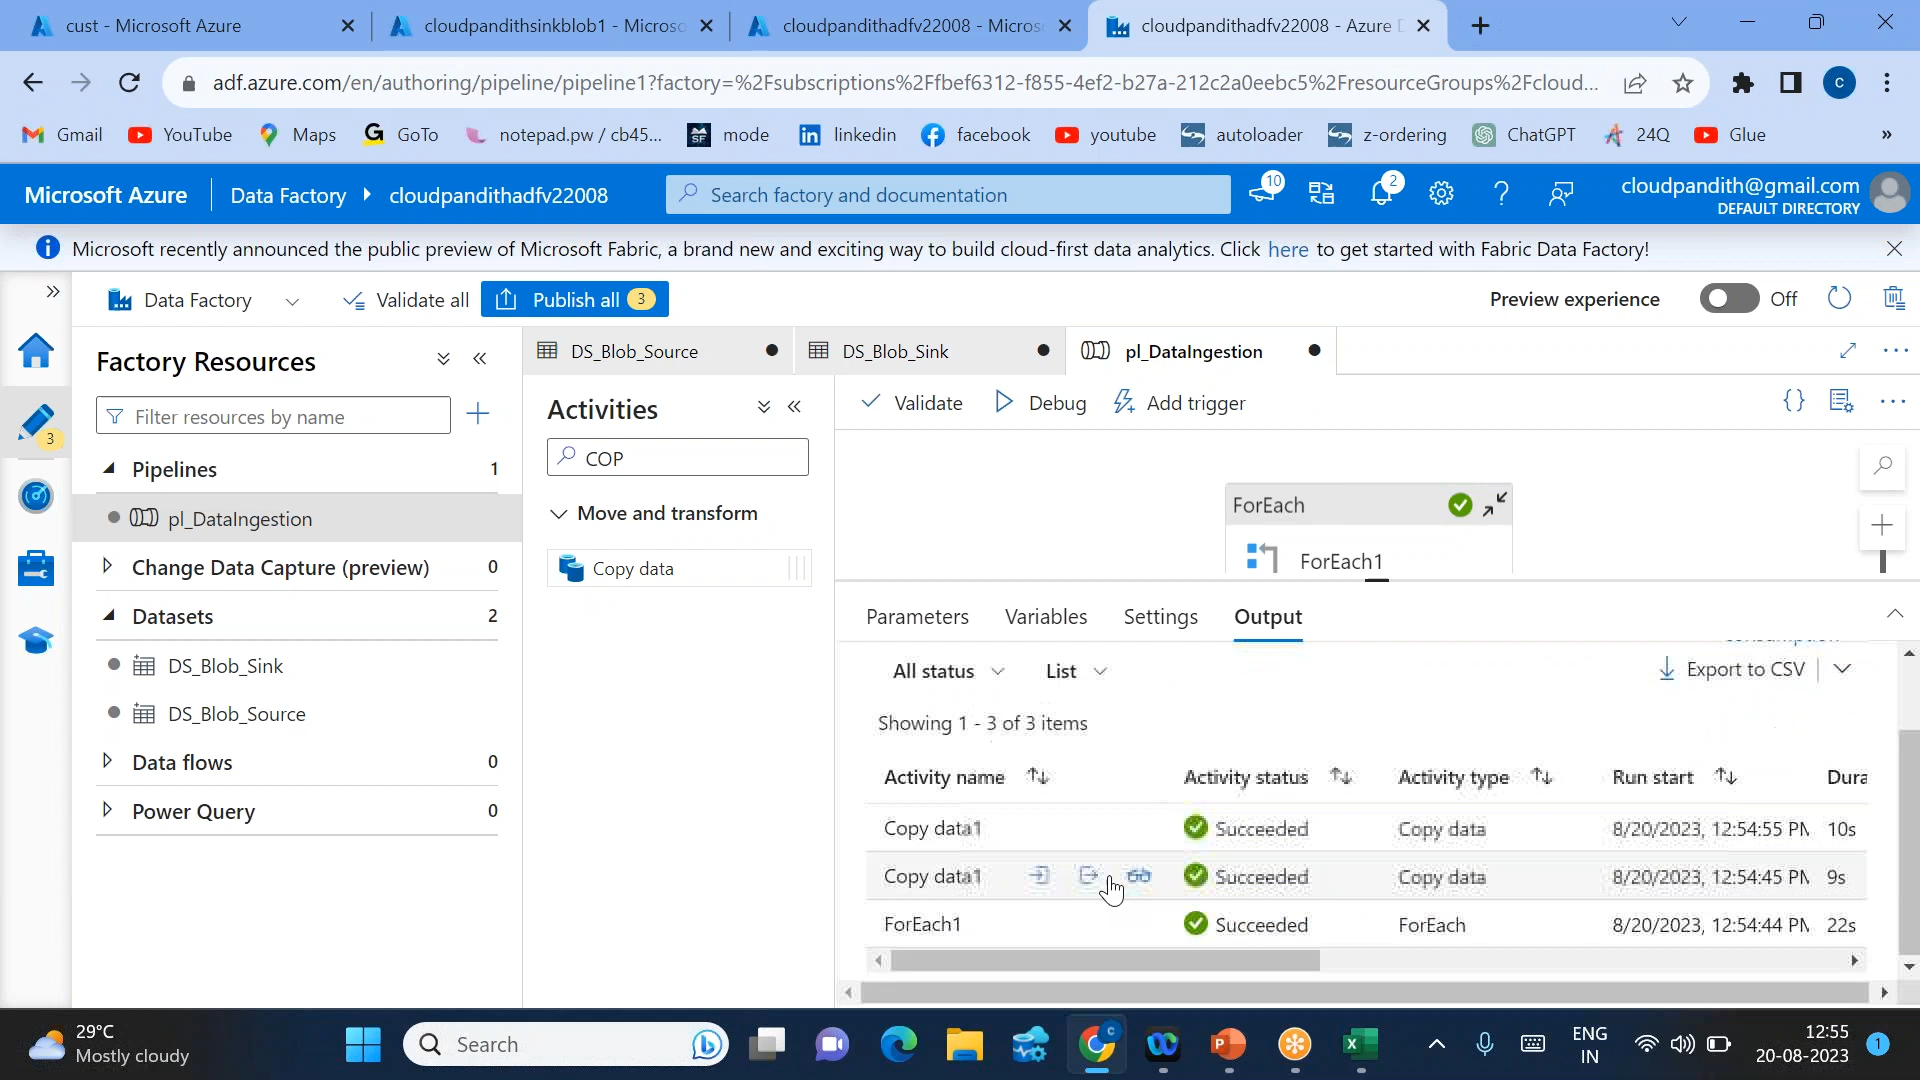 cust - Microsoft Azure
cloudpandithsinkblob1 - Microso
cloudpandithadfv22008 - Micros
cloudpandithadfv22008 - Azure D
adf.azure.com/en/authoring/pipeline/pipeline1?factory=%2Fsubscriptions%2Ffbef6312-f855-4ef2-b27a-212c2a0eebc5%2FresourceGroups%2Fcloud...
c
Gmail
YouTube
Maps
GoTo
notepad.pw / cb45...
mode
linkedin
facebook
youtube
autoloader
z-ordering
ChatGPT
24Q
Glue
»
Microsoft Azure
Data Factory
cloudpandithadfv22008
Search factory and documentation
10
2
cloudpandith@gmail.com
DEFAULT DIRECTORY
Microsoft recently announced the public preview of Microsoft Fabric, a brand new and exciting way to build cloud-first data analytics. Click here to get started with Fabric Data Factory!
Data Factory
Validate all
Publish all 3
Preview experience
Off
3
Factory Resources
Filter resources by name
Pipelines 1
pl_DataIngestion
Change Data Capture (preview) 0
Datasets 2
DS_Blob_Sink
DS_Blob_Source
Data flows 0
Power Query 0
DS_Blob_Source
DS_Blob_Sink
pl_DataIngestion
Activities
COP
Move and transform
Copy data
Validate
Debug
Add trigger
ForEach
ForEach1
Parameters
Variables
Settings
Output
All status
List
Export to CSV
Showing 1 - 3 of 3 items
Activity name Activity status Activity type Run start Dura
Copy data1 Succeeded Copy data 8/20/2023, 12:54:55 PM 10s
Copy data1 Succeeded Copy data 8/20/2023, 12:54:45 PM 9s
ForEach1 Succeeded ForEach 8/20/2023, 12:54:44 PM 22s
29°C
Mostly cloudy
Search
ENG
IN
12:55
20-08-2023
1